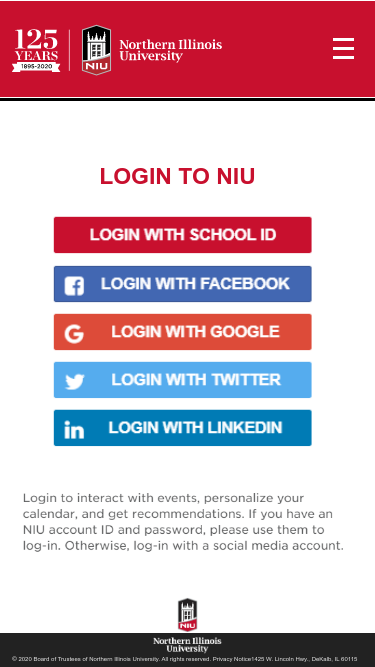 125
YEARS
1895-2020
NIU
Northern Illinois
University
LOGIN TO NIU
LOGIN WITH SCHOOL ID
LOGIN WITH FACEBOOK
LOGIN WITH GOOGLE
LOGIN WITH TWITTER
LOGIN WITH LINKEDIN
Login to interact with events, personalize your
calendar, and get recommendations. If you have an
NIU account ID and password, please use them to
log-in. Otherwise, log-in with a social media account.
NIU
Northern Illinois
University
© 2020 Board of Trustees of Northern Illinois University. All rights reserved. Privacy Notice1425 W. Lincoln Hwy., DeKalb, IL 60115